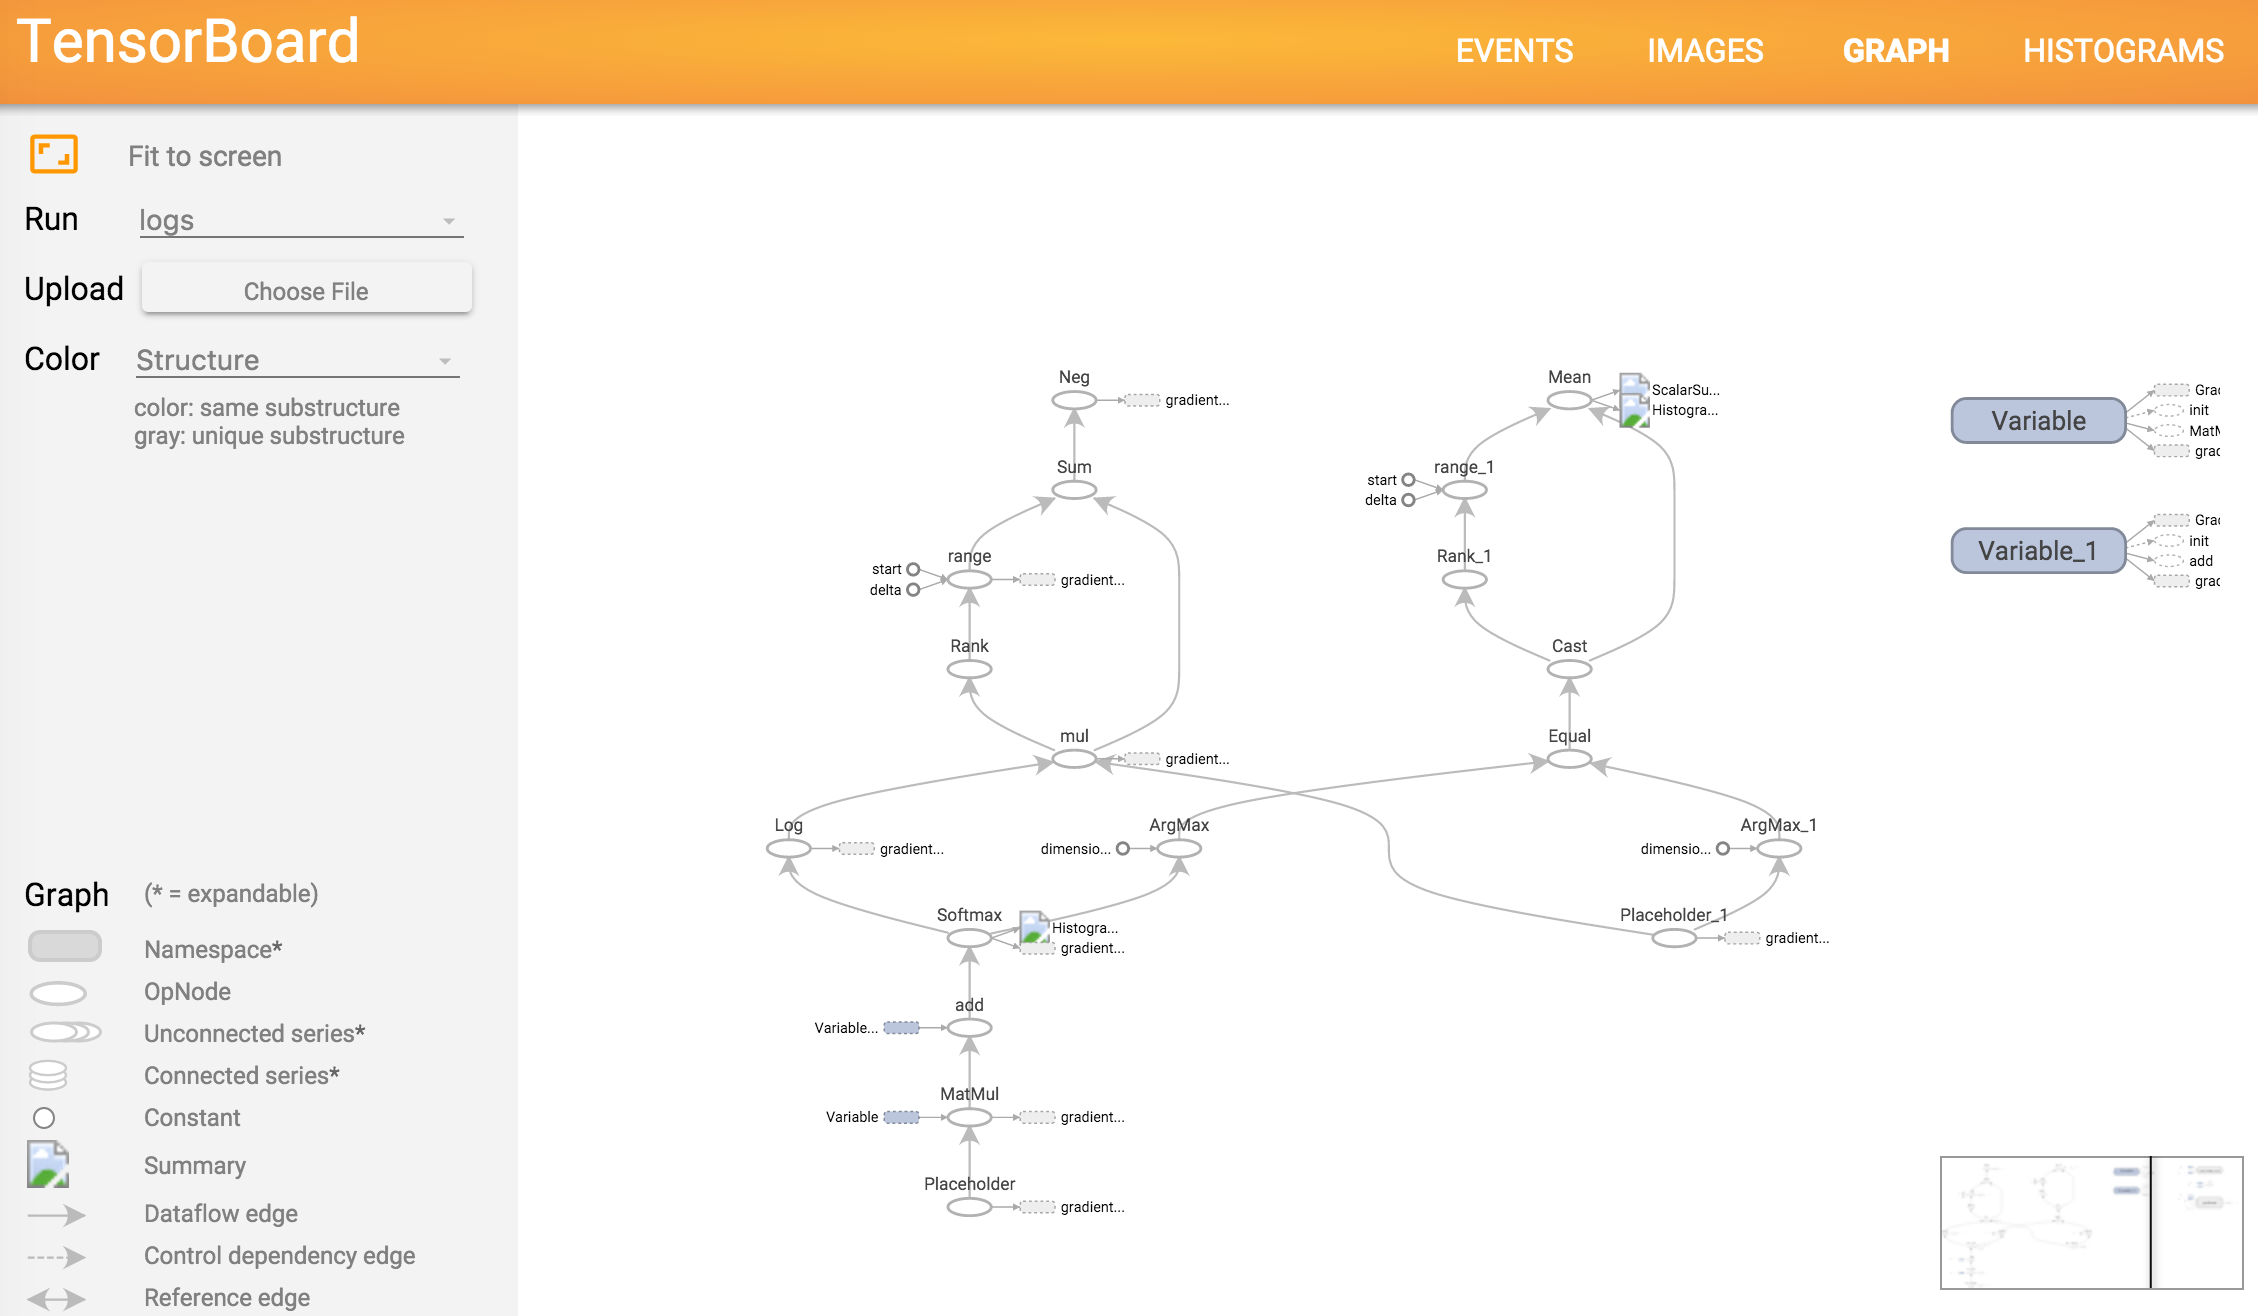 TensorBoard
EVENTS
IMAGES
GRAPH
HISTOGRAMS
Fit to screen
Run
logs
Upload
Choose File
Color
Structure
color: same substructure
gray: unique substructure
Graph
(* = expandable)
Namespace*
OpNode
Unconnected series*
Connected series*
Constant
Summary
Dataflow edge
Control dependency edge
Reference edge
Neg
gradient...
Sum
range
start
delta
gradient...
Rank
mul
gradient...
Log
gradient...
ArgMax
dimensio...
Softmax
Histogra...
gradient...
add
Variable...
MatMul
Variable
gradient...
Placeholder
gradient...
Mean
ScalarSu...
Histogra...
range_1
start
delta
Rank_1
Cast
Equal
ArgMax_1
dimensio...
Placeholder_1
gradient...
Variable
Grad
init
MatM
grad
Variable_1
Grad
init
add
grad